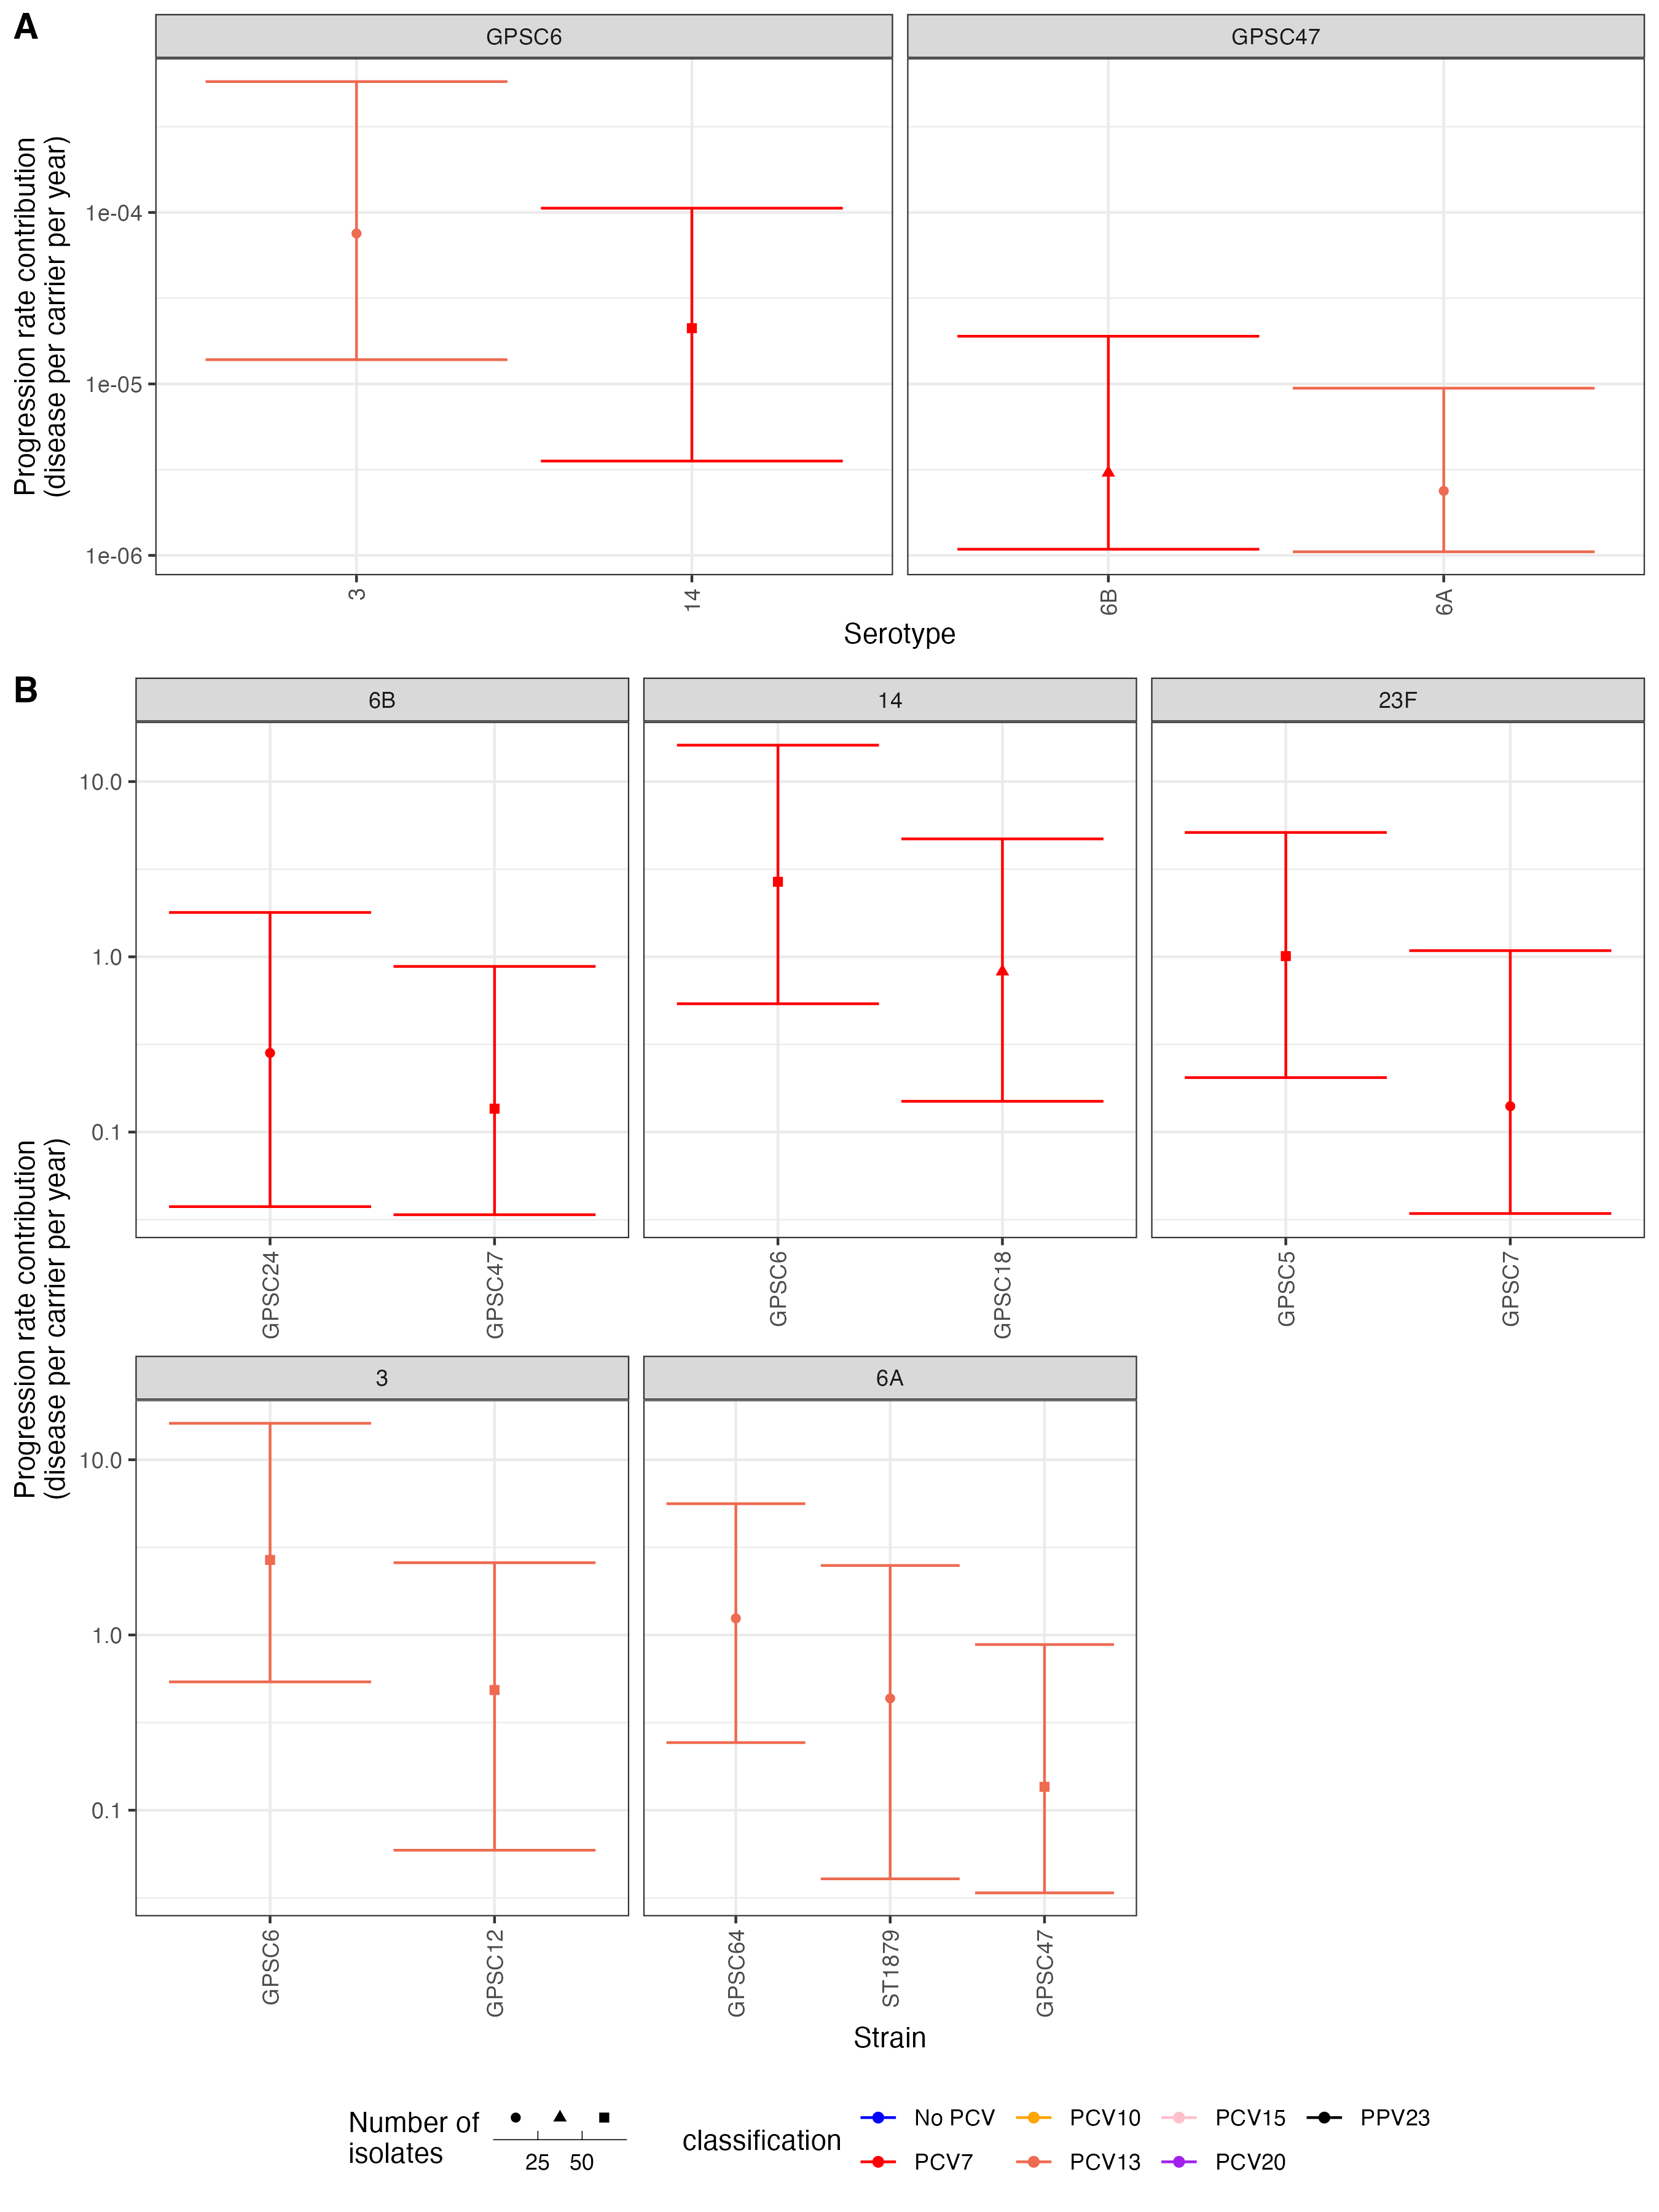 A
GPSC6
GPSC47
Progression rate contribution
(disease per carrier per year)
1e-04
1e-05
1e-06
3
14
6B
6A
Serotype
B
6B
14
23F
Progression rate contribution
(disease per carrier per year)
10.0
1.0
0.1
GPSC24
GPSC47
GPSC6
GPSC18
GPSC5
GPSC7
3
6A
10.0
1.0
0.1
GPSC6
GPSC12
GPSC64
ST1879
GPSC47
Strain
Number of
isolates
25 50
classification
No PCV
PCV10
PCV15
PPV23
PCV7
PCV13
PCV20